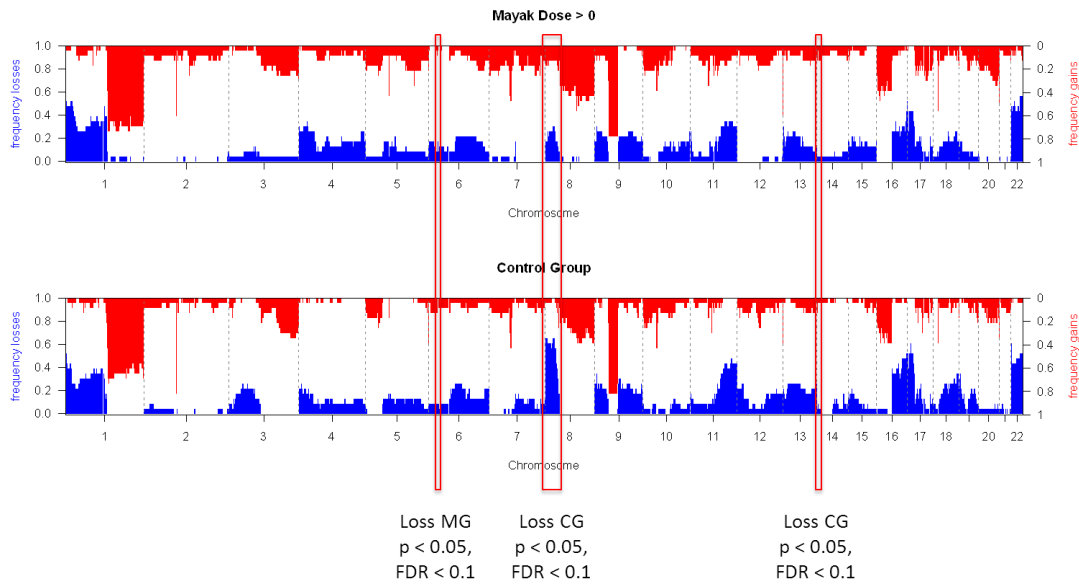 Mayak Dose > 0
frequency losses
1.0
0.8
0.6
0.4
0.2
0.0
0
0.2
0.4
0.6
0.8
1
frequency gains
1 2 3 4 5 6 7 8 9 10 11 12 13 14 15 16 17 18 20 22
Chromosome
Control Group
frequency losses
1.0
0.8
0.6
0.4
0.2
0.0
0
0.2
0.4
0.6
0.8
1
frequency gains
1 2 3 4 5 6 7 8 9 10 11 12 13 14 15 16 17 18 20 22
Chromosome
Loss MG
p < 0.05,
FDR < 0.1
Loss CG
p < 0.05,
FDR < 0.1
Loss CG
p < 0.05,
FDR < 0.1